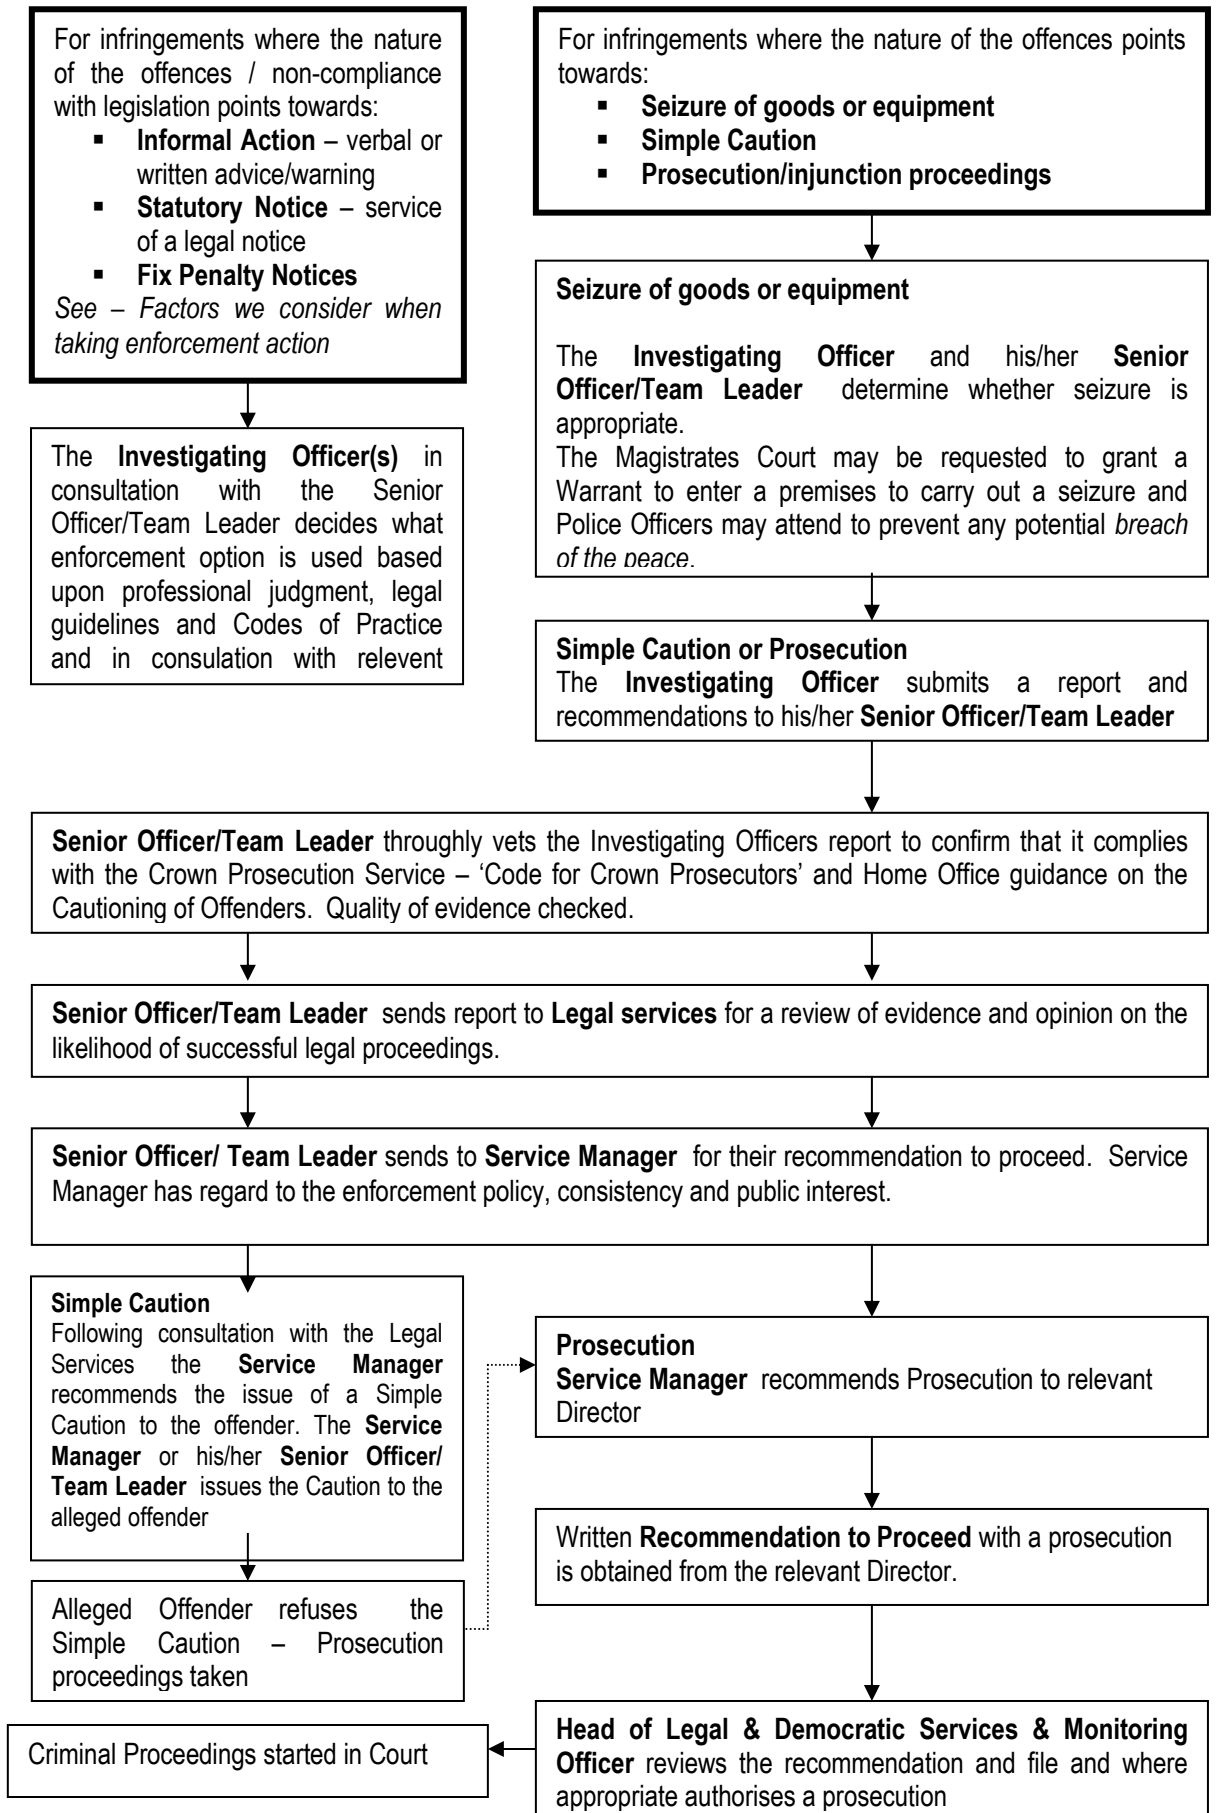 For infringements where the nature
of the offences / non-compliance
with legislation points towards:
▪ Informal Action – verbal or
written advice/warning
▪ Statutory Notice – service
of a legal notice
▪ Fix Penalty Notices
See – Factors we consider when
taking enforcement action
The Investigating Officer(s) in
consultation with the Senior
Officer/Team Leader decides what
enforcement option is used based
upon professional judgment, legal
guidelines and Codes of Practice
and in consulation with relevent
For infringements where the nature of the offences points
towards:
▪ Seizure of goods or equipment
▪ Simple Caution
▪ Prosecution/injunction proceedings
Seizure of goods or equipment
The Investigating Officer and his/her Senior
Officer/Team Leader determine whether seizure is
appropriate.
The Magistrates Court may be requested to grant a
Warrant to enter a premises to carry out a seizure and
Police Officers may attend to prevent any potential breach
of the peace.
Simple Caution or Prosecution
The Investigating Officer submits a report and
recommendations to his/her Senior Officer/Team Leader
Senior Officer/Team Leader throughly vets the Investigating Officers report to confirm that it complies
with the Crown Prosecution Service – 'Code for Crown Prosecutors' and Home Office guidance on the
Cautioning of Offenders. Quality of evidence checked.
Senior Officer/Team Leader sends report to Legal services for a review of evidence and opinion on the
likelihood of successful legal proceedings.
Senior Officer/ Team Leader sends to Service Manager for their recommendation to proceed. Service
Manager has regard to the enforcement policy, consistency and public interest.
Simple Caution
Following consultation with the Legal
Services the Service Manager
recommends the issue of a Simple
Caution to the offender. The Service
Manager or his/her Senior Officer/
Team Leader issues the Caution to the
alleged offender
Alleged Offender refuses the
Simple Caution – Prosecution
proceedings taken
Prosecution
Service Manager recommends Prosecution to relevant
Director
Written Recommendation to Proceed with a prosecution
is obtained from the relevant Director.
Head of Legal & Democratic Services & Monitoring
Officer reviews the recommendation and file and where
appropriate authorises a prosecution
Criminal Proceedings started in Court